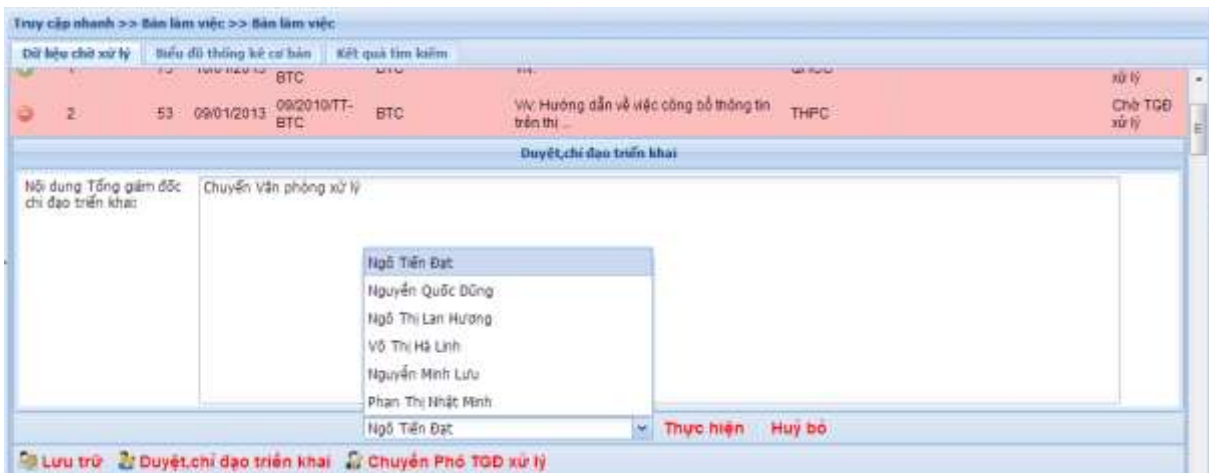 Truy cập nhanh >> Bàn làm việc >> Bàn làm việc
Dữ liệu chờ xử lý Biểu đồ thống kê cơ bản Kết quả tìm kiếm
BTC xử lý
2 53 09/01/2013 09/2010/TT-BTC BTC V/v: Hướng dẫn về việc công bố thông tin trên thị ... THPC Chờ TGĐ xử lý
Duyệt,chỉ đạo triển khai
Nội dung Tổng giám đốc chỉ đạo triển khai: Chuyển Văn phòng xử lý
Ngô Tiến Đạt
Nguyễn Quốc Dũng
Ngô Thị Lan Hương
Võ Thị Hà Linh
Nguyễn Minh Lưu
Phan Thị Nhật Minh
Ngô Tiến Đạt Thực hiện Huỷ bỏ
Lưu trữ Duyệt,chỉ đạo triển khai Chuyển Phó TGĐ xử lý